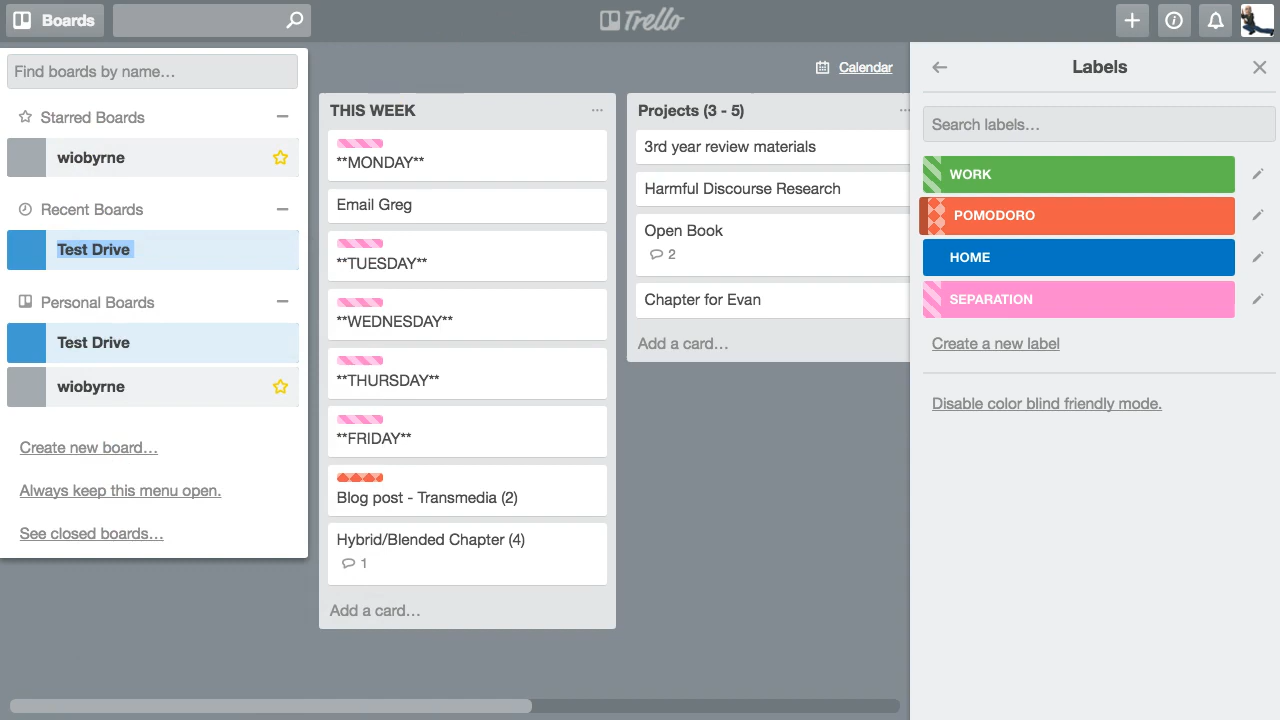 Boards
Trello
Find boards by name…
Starred Boards
wiobyrne
Recent Boards
Test Drive
Personal Boards
Test Drive
wiobyrne
Create new board…
Always keep this menu open.
See closed boards…
Calendar
THIS WEEK
**MONDAY**
Email Greg
**TUESDAY**
**WEDNESDAY**
**THURSDAY**
**FRIDAY**
Blog post - Transmedia (2)
Hybrid/Blended Chapter (4)
1
Add a card…
Projects (3 - 5)
3rd year review materials
Harmful Discourse Research
Open Book
2
Chapter for Evan
Add a card…
Labels
Search labels…
WORK
POMODORO
HOME
SEPARATION
Create a new label
Disable color blind friendly mode.